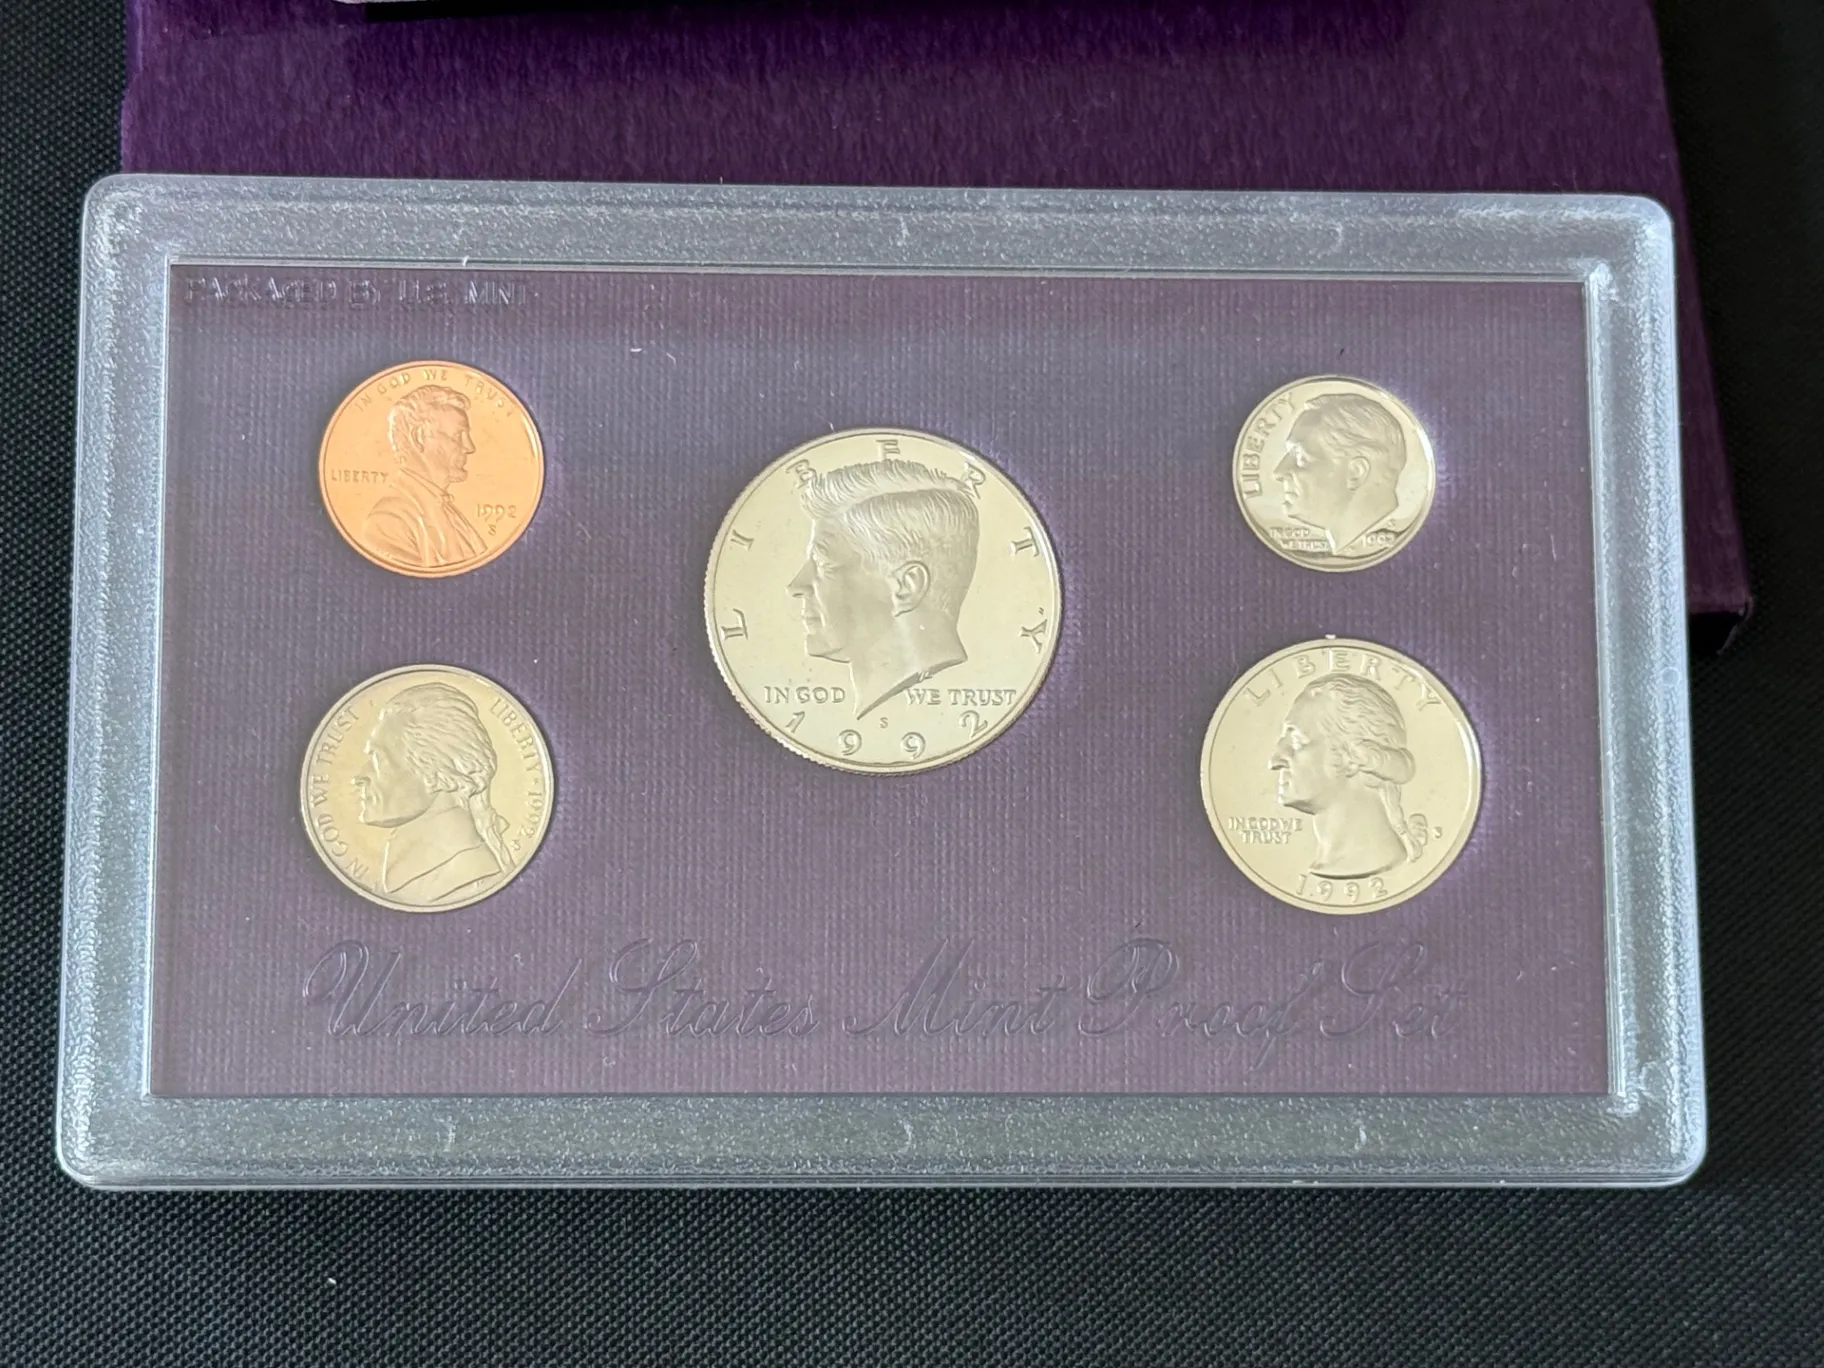 PACKAGED BY U.S. MINT
IN GOD WE TRUST
LIBERTY
1992
S
LIBERTY
IN GOD WE TRUST
1992
S
LIBERTY
IN GOD
WE TRUST
S
1992
IN GOD WE TRUST
LIBERTY · 1992
S
LIBERTY
IN GOD WE
TRUST
S
1992
United States Mint Proof Set